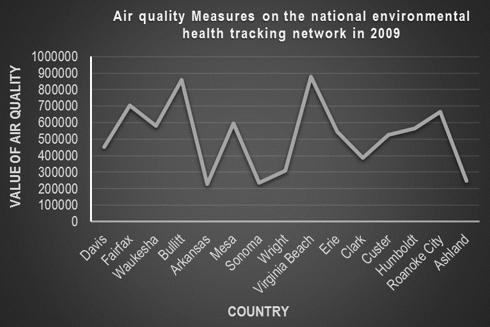 Air quality Measures on the national environmental
health tracking network in 2009
VALUE OF AIR QUALITY
1000000
900000
800000
700000
600000
500000
400000
300000
200000
100000
0
Davis
Fairfax
Waukesha
Bullitt
Arkansas
Mesa
Sonoma
Wright
Virginia Beach
Erie
Clark
Custer
Humboldt
Roanoke City
Ashland
COUNTRY